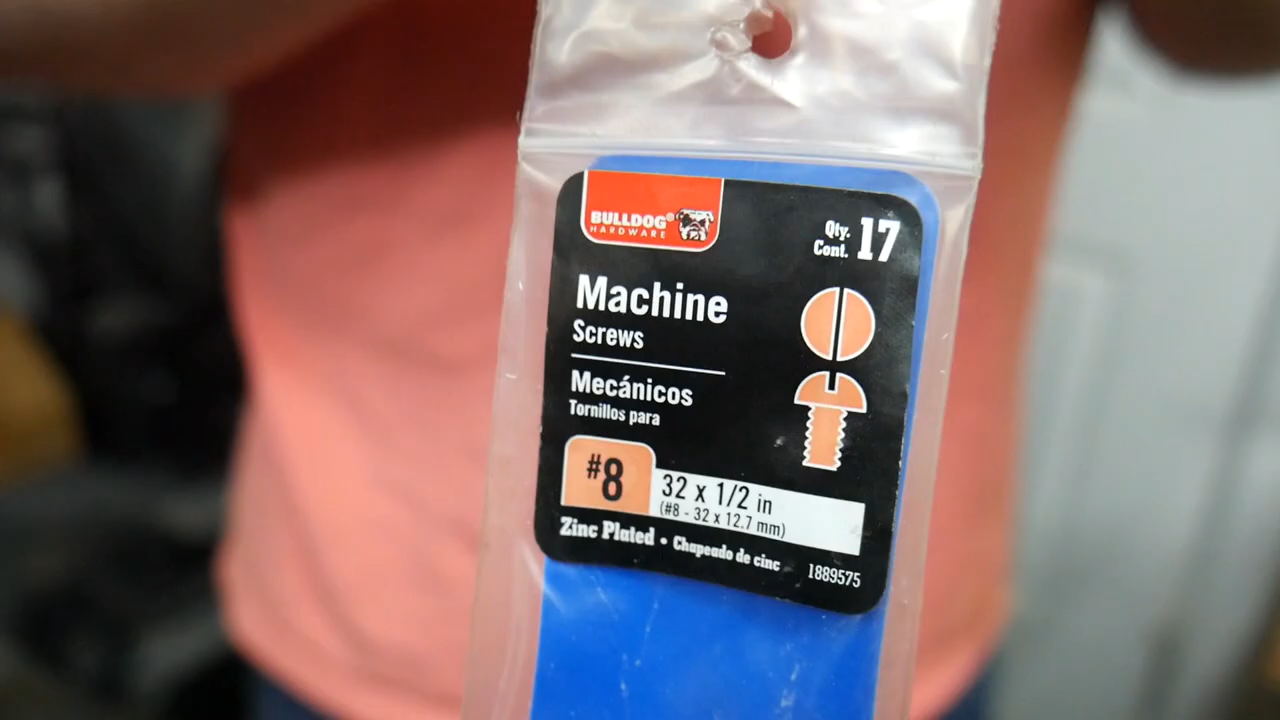 BULLDOG®
HARDWARE
Qty.
Cont. 17
Machine
Screws
Mecánicos
Tornillos para
#8
32 x 1/2 in
(#8 - 32 x 12.7 mm)
Zinc Plated • Chapeado de cinc
1889575